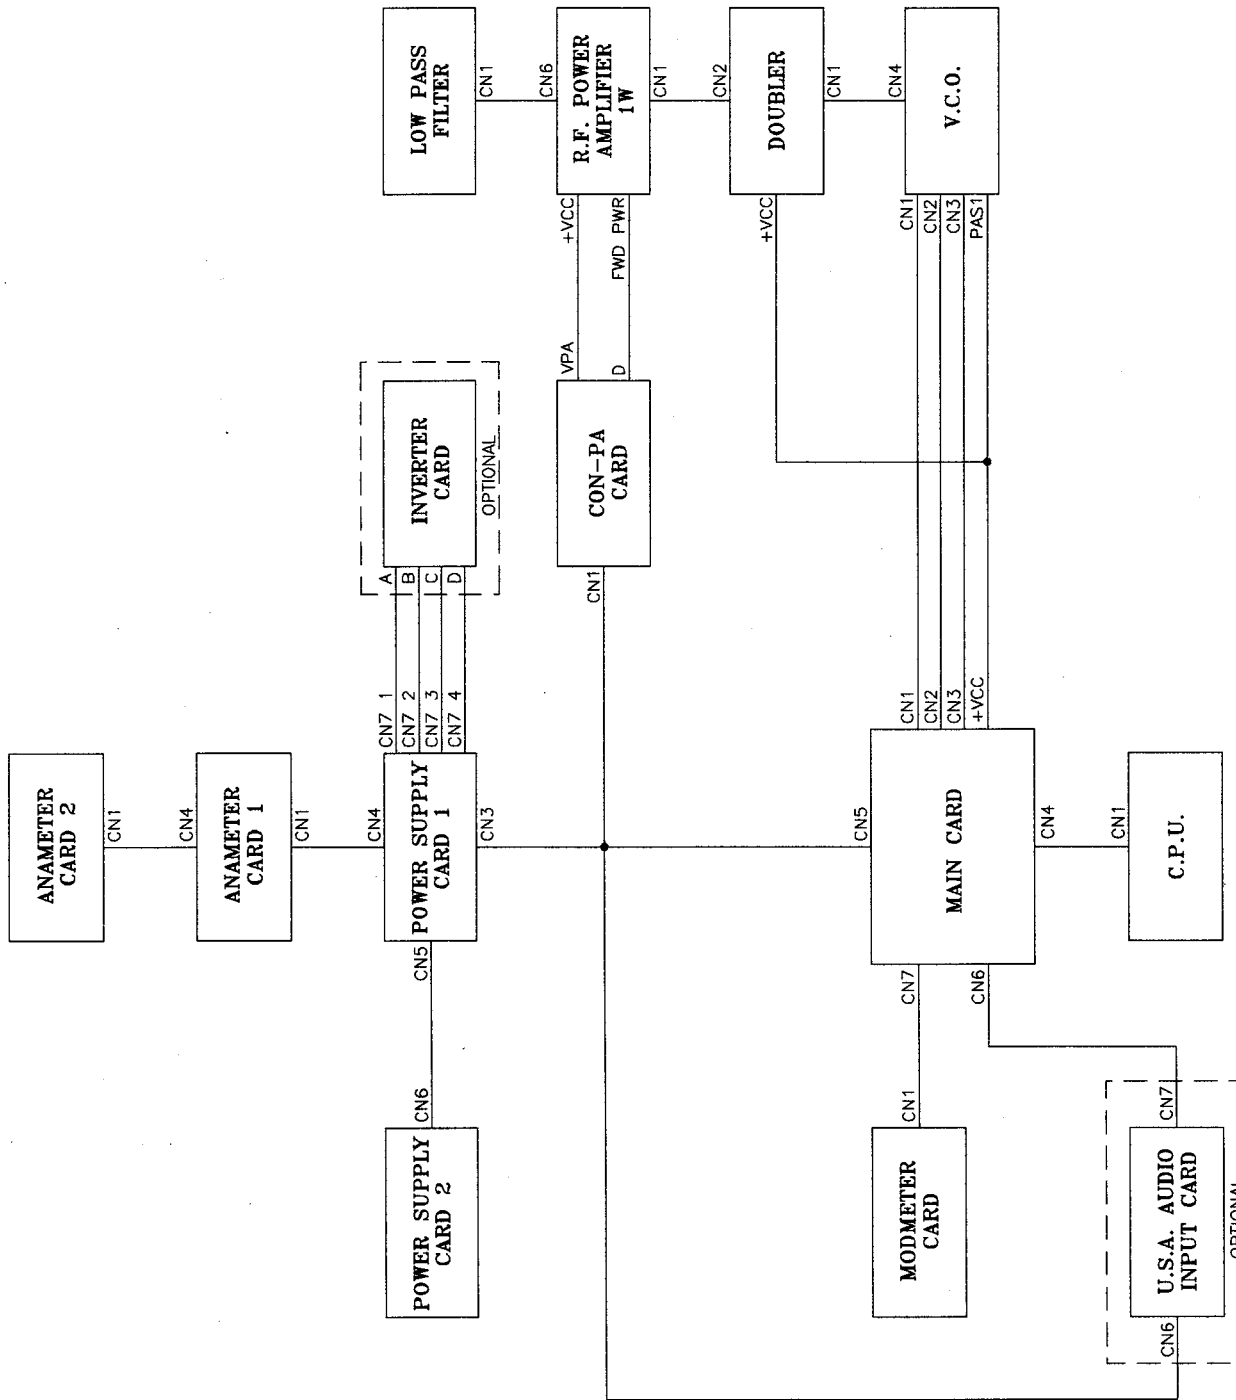 ANAMETER
CARD 2
CN1
CN4
ANAMETER
CARD 1
CN1
CN4
POWER SUPPLY
CARD 1
CN5
CN3
CN7 1
CN7 2
CN7 3
CN7 4
A
B
C
D
INVERTER
CARD
OPTIONAL
CN6
POWER SUPPLY
CARD 2
LOW PASS
FILTER
CN1
CN6
R.F. POWER
AMPLIFIER
1W
+VCC
FWD PWR
CN1
VPA
D
CON-PA
CARD
CN1
CN2
DOUBLER
+VCC
CN1
CN4
V.C.O.
CN1
CN2
CN3
PAS1
CN1
CN2
CN3
+VCC
CN5
MAIN CARD
CN4
CN7
CN6
CN1
C.P.U.
CN1
MODMETER
CARD
CN7
U.S.A. AUDIO
INPUT CARD
CN6
OPTIONAL